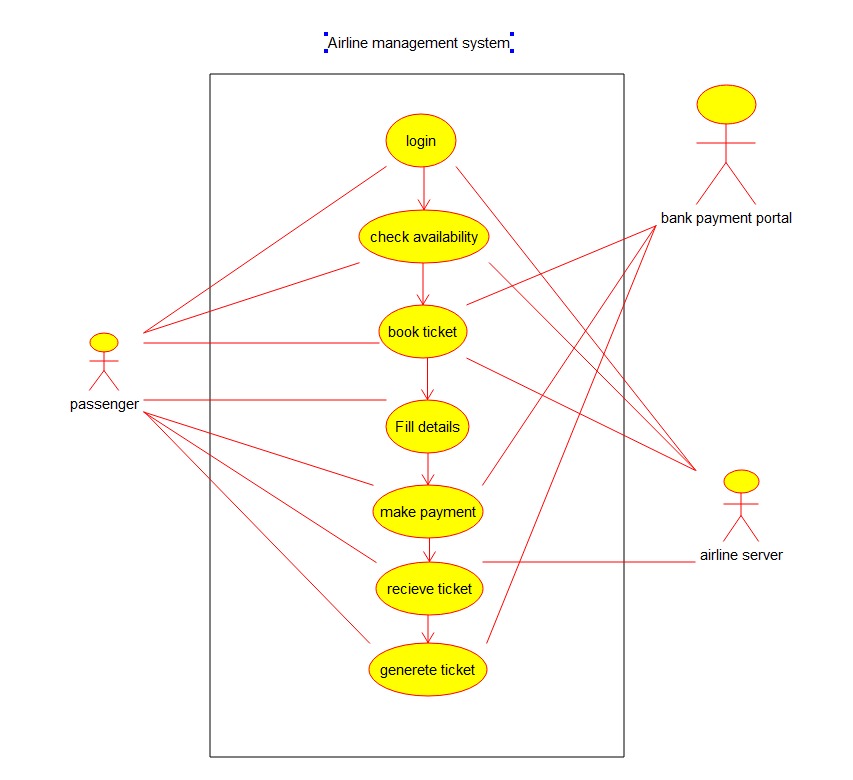 Airline management system
login
bank payment portal
check availability
book ticket
passenger
Fill details
make payment
airline server
recieve ticket
generete ticket